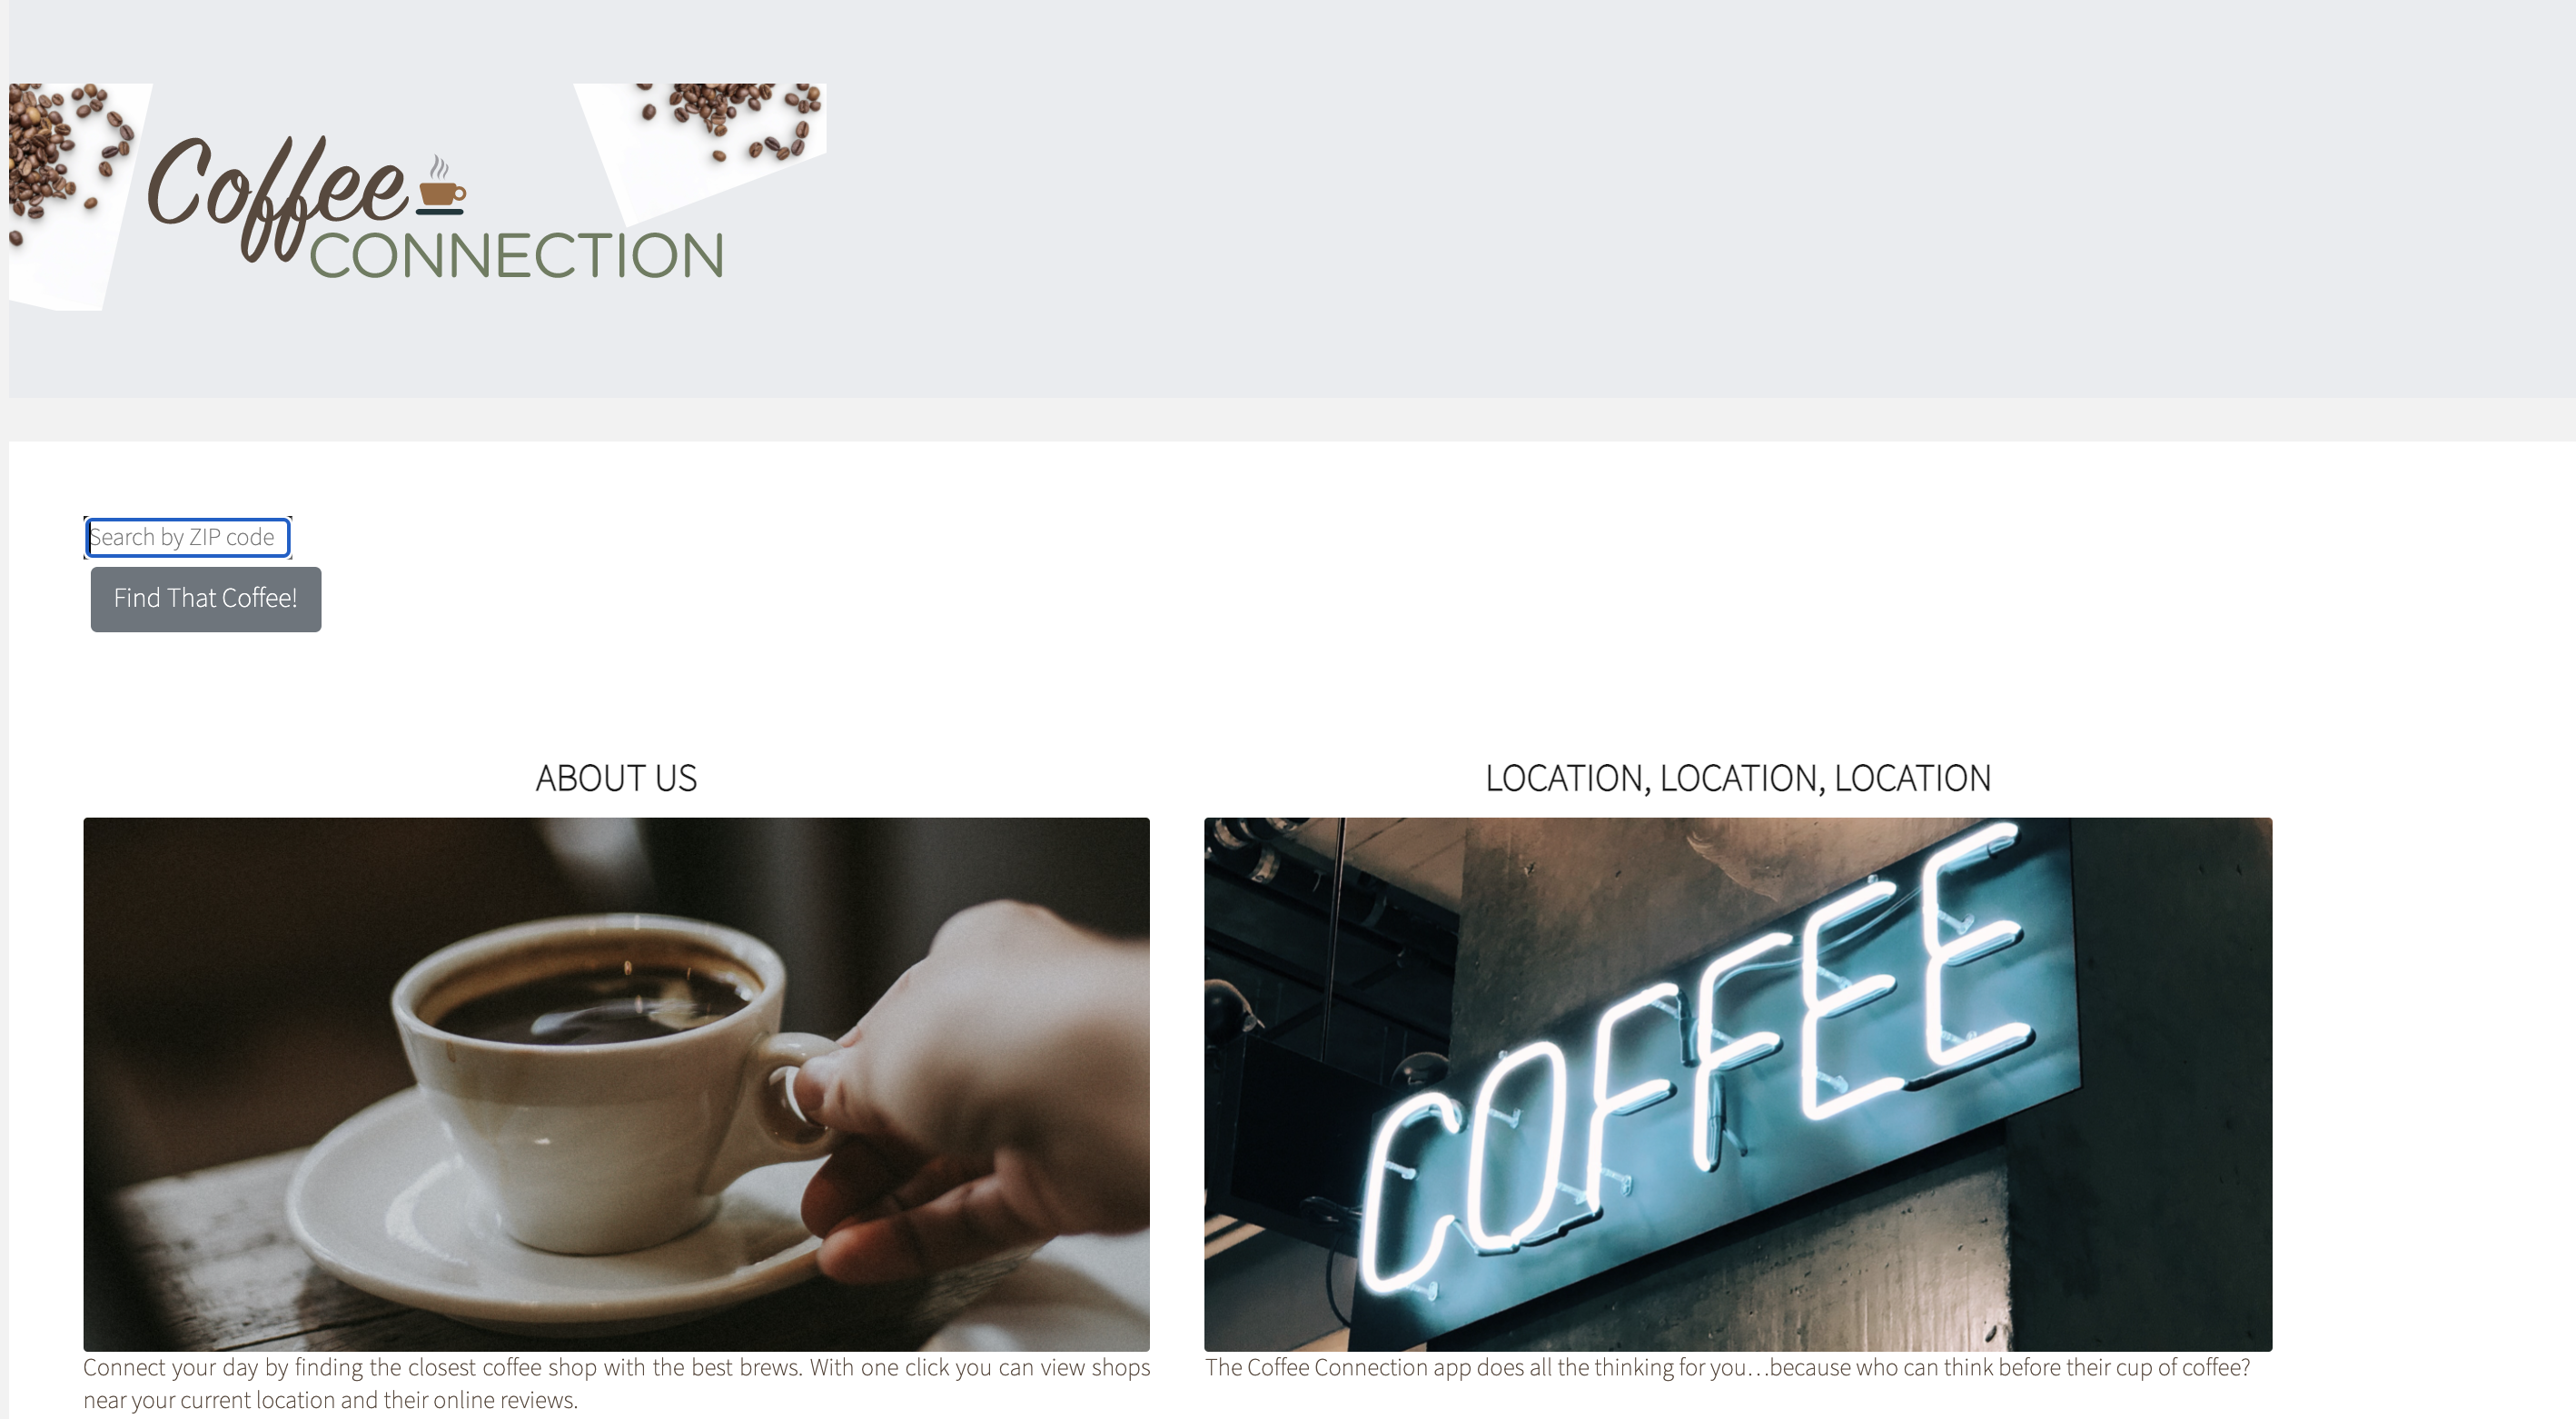 Coffee
CONNECTION
Search by ZIP code
Find That Coffee!
ABOUT US
Connect your day by finding the closest coffee shop with the best brews. With one click you can view shops
near your current location and their online reviews.
LOCATION, LOCATION, LOCATION
COFFEE
The Coffee Connection app does all the thinking for you…because who can think before their cup of coffee?